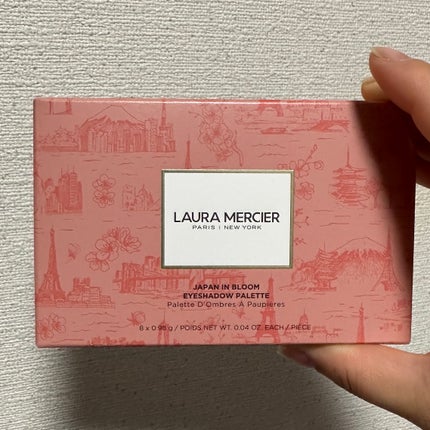 LAURA MERCIER
PARIS | NEW YORK
JAPAN IN BLOOM
EYESHADOW PALETTE
Palette D'Ombres À Paupières
6 x 0.98 g / POIDS NET WT. 0.04 OZ. EACH / PIÈCE